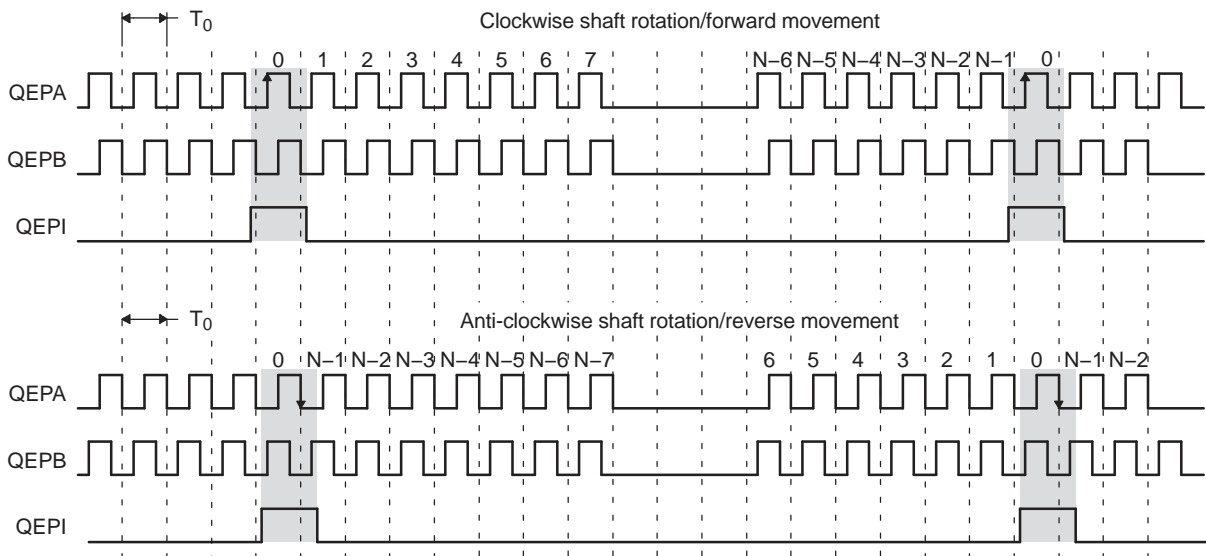 T0 Clockwise shaft rotation/forward movement
0 1 2 3 4 5 6 7 N–6 N–5 N–4 N–3 N–2 N–1 0
QEPA
QEPB
QEPI
T0 Anti-clockwise shaft rotation/reverse movement
0 N–1 N–2 N–3 N–4 N–5 N–6 N–7 6 5 4 3 2 1 0 N–1 N–2
QEPA
QEPB
QEPI